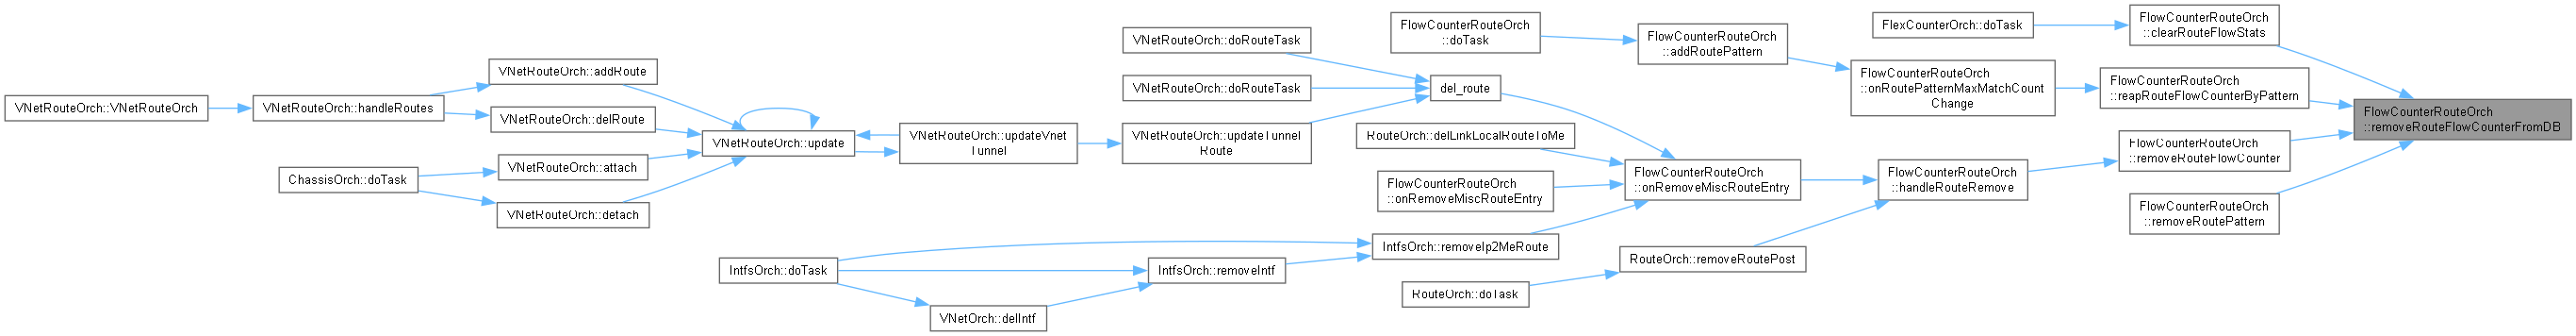 VNetRouteOrch::VNetRouteOrch
VNetRouteOrch::handleRoutes
VNetRouteOrch::addRoute
VNetRouteOrch::delRoute
ChassisOrch::doTask
VNetRouteOrch::attach
VNetRouteOrch::detach
VNetRouteOrch::update
VNetRouteOrch::updateVnet
Tunnel
VNetRouteOrch::doRouteTask
VNetRouteOrch::doRouteTask
VNetRouteOrch::updateTunnel
Route
del_route
FlowCounterRouteOrch
::doTask
FlowCounterRouteOrch
::addRoutePattern
FlowCounterRouteOrch
::onRoutePatternMaxMatchCount
Change
FlexCounterOrch::doTask
FlowCounterRouteOrch
::clearRouteFlowStats
FlowCounterRouteOrch
::reapRouteFlowCounterByPattern
FlowCounterRouteOrch
::removeRouteFlowCounterFromDB
FlowCounterRouteOrch
::removeRouteFlowCounter
FlowCounterRouteOrch
::removeRoutePattern
FlowCounterRouteOrch
::handleRouteRemove
FlowCounterRouteOrch
::onRemoveMiscRouteEntry
RouteOrch::delLinkLocalRouteToMe
FlowCounterRouteOrch
::onRemoveMiscRouteEntry
IntfsOrch::removeIp2MeRoute
IntfsOrch::removeIntf
IntfsOrch::doTask
VNetOrch::delIntf
RouteOrch::removeRoutePost
RouteOrch::doTask